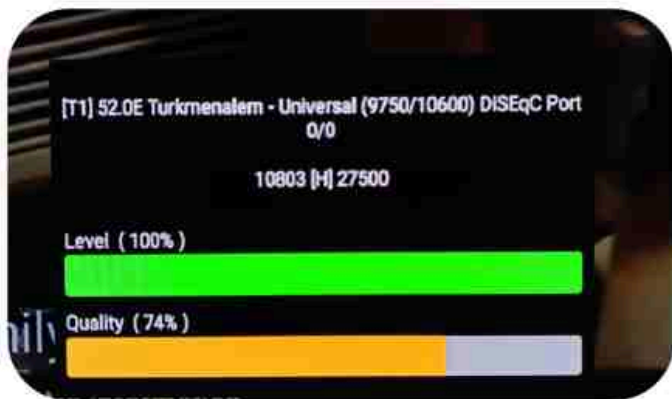 [T1] 52.0E Turkmenalem - Universal (9750/10600) DISEqC Port
0/0
10803 [H] 27500
Level ( 100% )
Quality ( 74% )